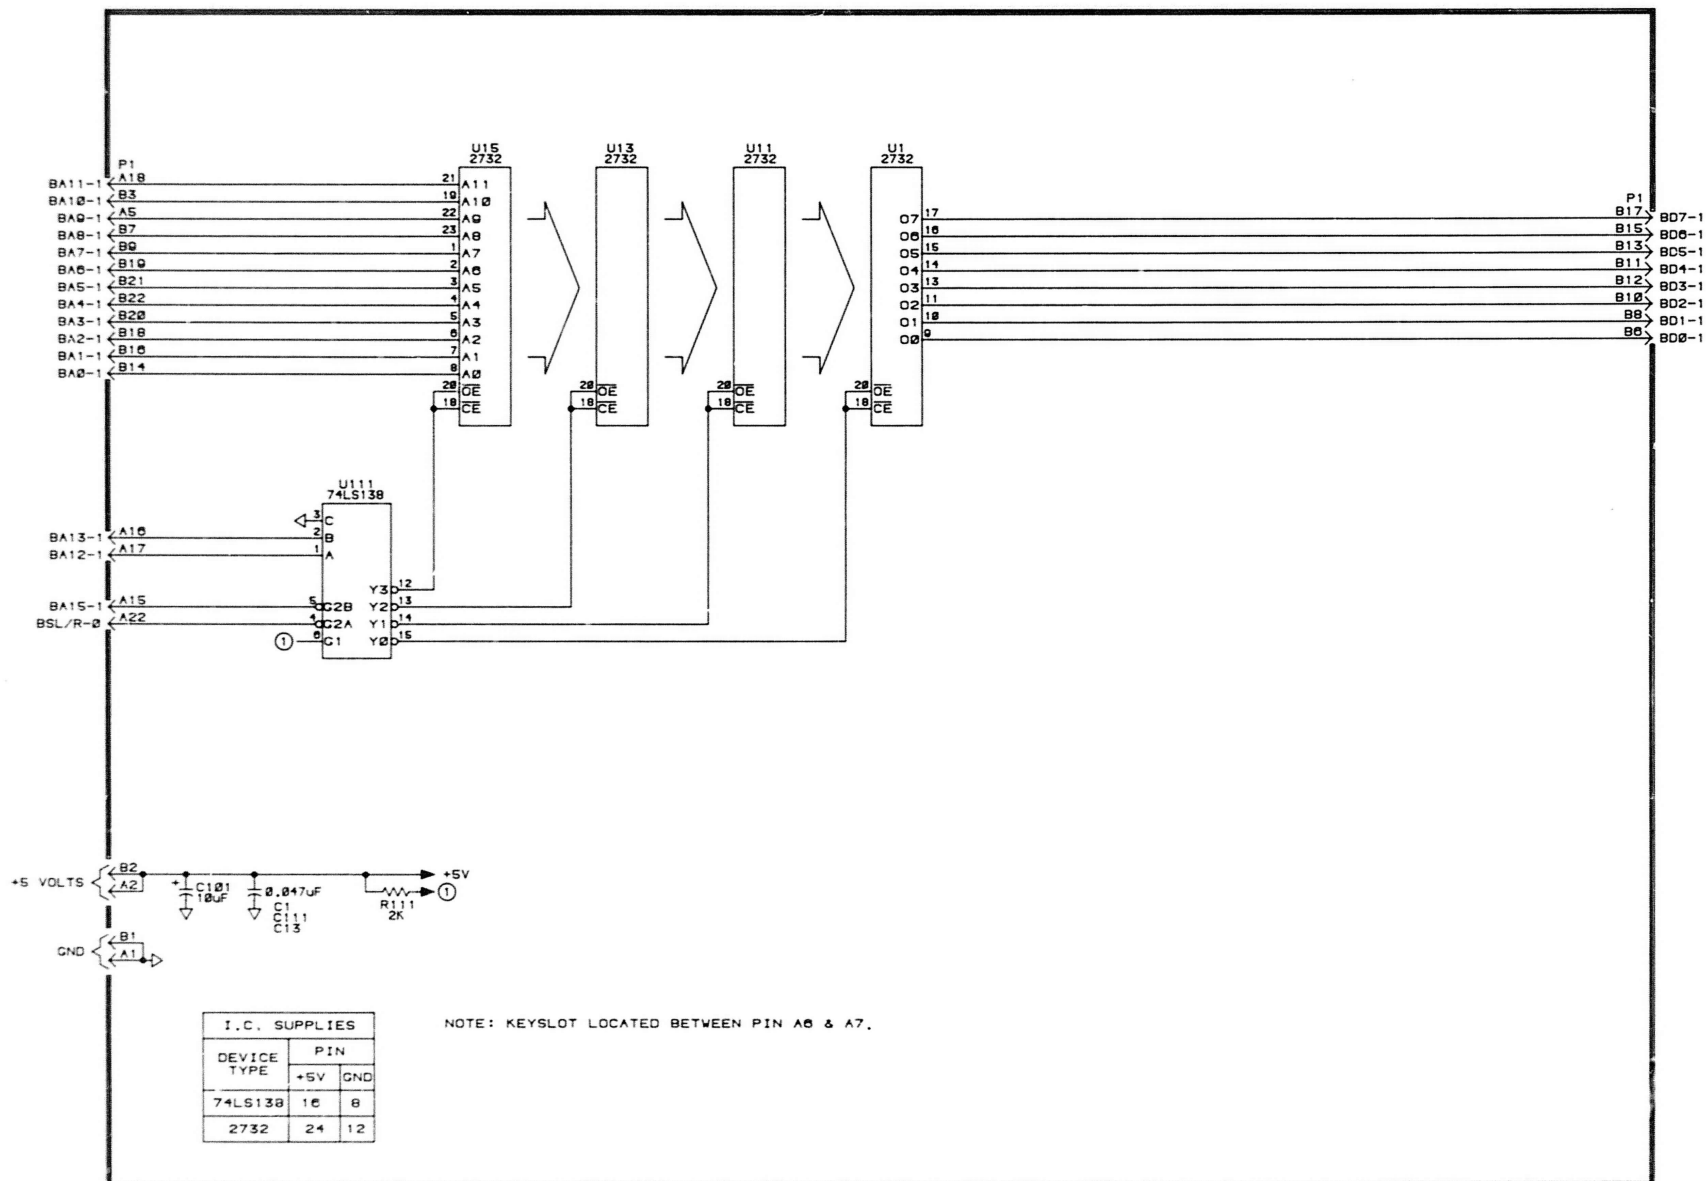 U15
2732
U13
2732
U11
2732
U1
2732
P1
BA11-1 A18 21 A11
BA10-1 B3 19 A10
BA9-1 A5 22 A9
BA8-1 B7 23 A8
BA7-1 B9 1 A7
BA6-1 B19 2 A6
BA5-1 B21 3 A5
BA4-1 B22 4 A4
BA3-1 B20 5 A3
BA2-1 B18 6 A2
BA1-1 B16 7 A1
BA0-1 B14 8 A0
20 OE 20 OE 20 OE 20 OE
18 CE 18 CE 18 CE 18 CE
P1
O7 17 B17 BD7-1
O6 16 B15 BD6-1
O5 15 B13 BD5-1
O4 14 B11 BD4-1
O3 13 B12 BD3-1
O2 11 B10 BD2-1
O1 10 B8 BD1-1
O0 9 B6 BD0-1
U111
74LS138
3 C
BA13-1 A16 2 B
BA12-1 A17 1 A
Y3 12
BA15-1 A15 5 G2B Y2 13
BSL/R-0 A22 4 G2A Y1 14
1 6 G1 Y0 15
+5 VOLTS B2
A2
+ C101
10uF
0.047uF
C1
C111
C13
+5V
1
R111
2K
GND B1
A1
I.C. SUPPLIES
DEVICE TYPE PIN
+5V GND
74LS138 16 8
2732 24 12
NOTE: KEYSLOT LOCATED BETWEEN PIN A6 & A7.